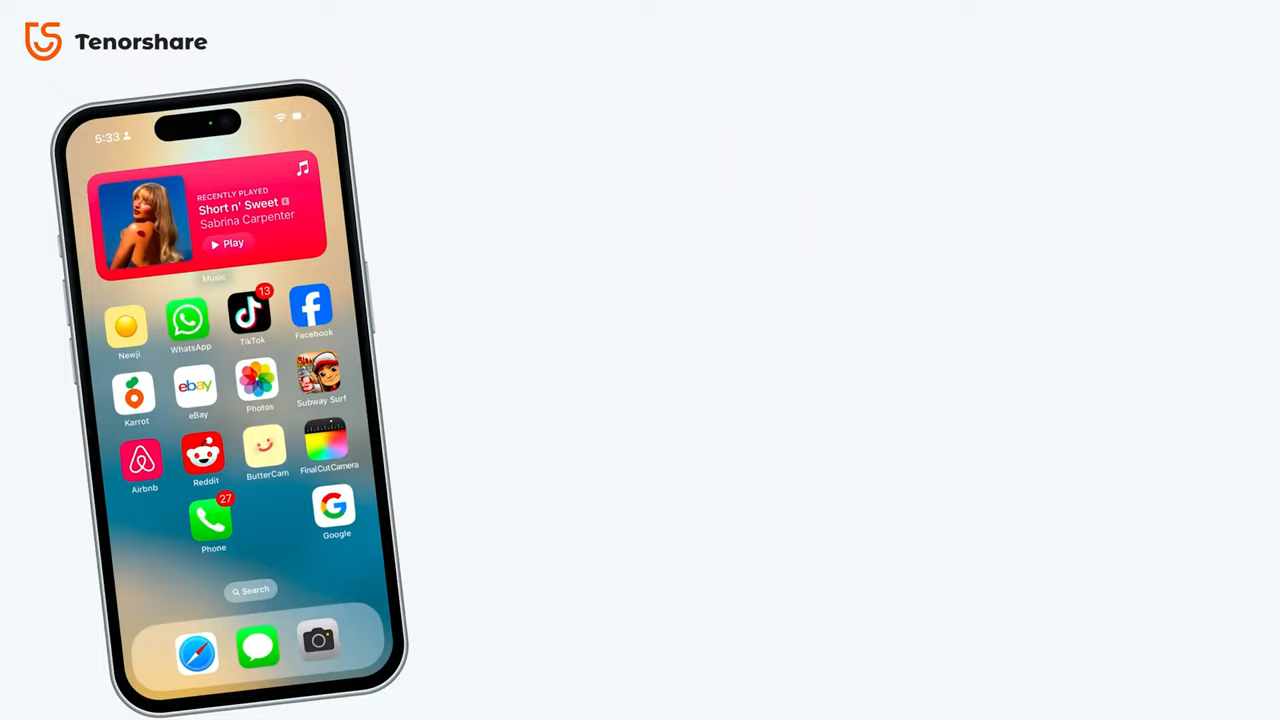 Tenorshare
5:33
RECENTLY PLAYED
Short n' Sweet E
Sabrina Carpenter
Play
Music
13
Newji WhatsApp TikTok Facebook
ebay
Karrot eBay Photos Subway Surf
Airbnb Reddit ButterCam FinalCutCamera
27
Phone Google
Search